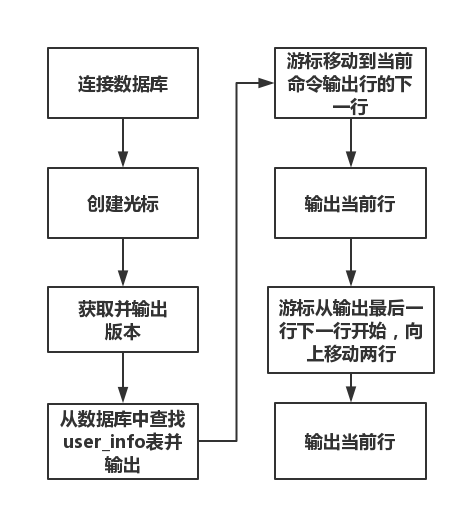 连接数据库
创建光标
获取并输出
版本
从数据库中查找
user_info表并
输出
游标移动到当前
命令输出行的下
一行
输出当前行
游标从输出最后一
行下一行开始，向
上移动两行
输出当前行